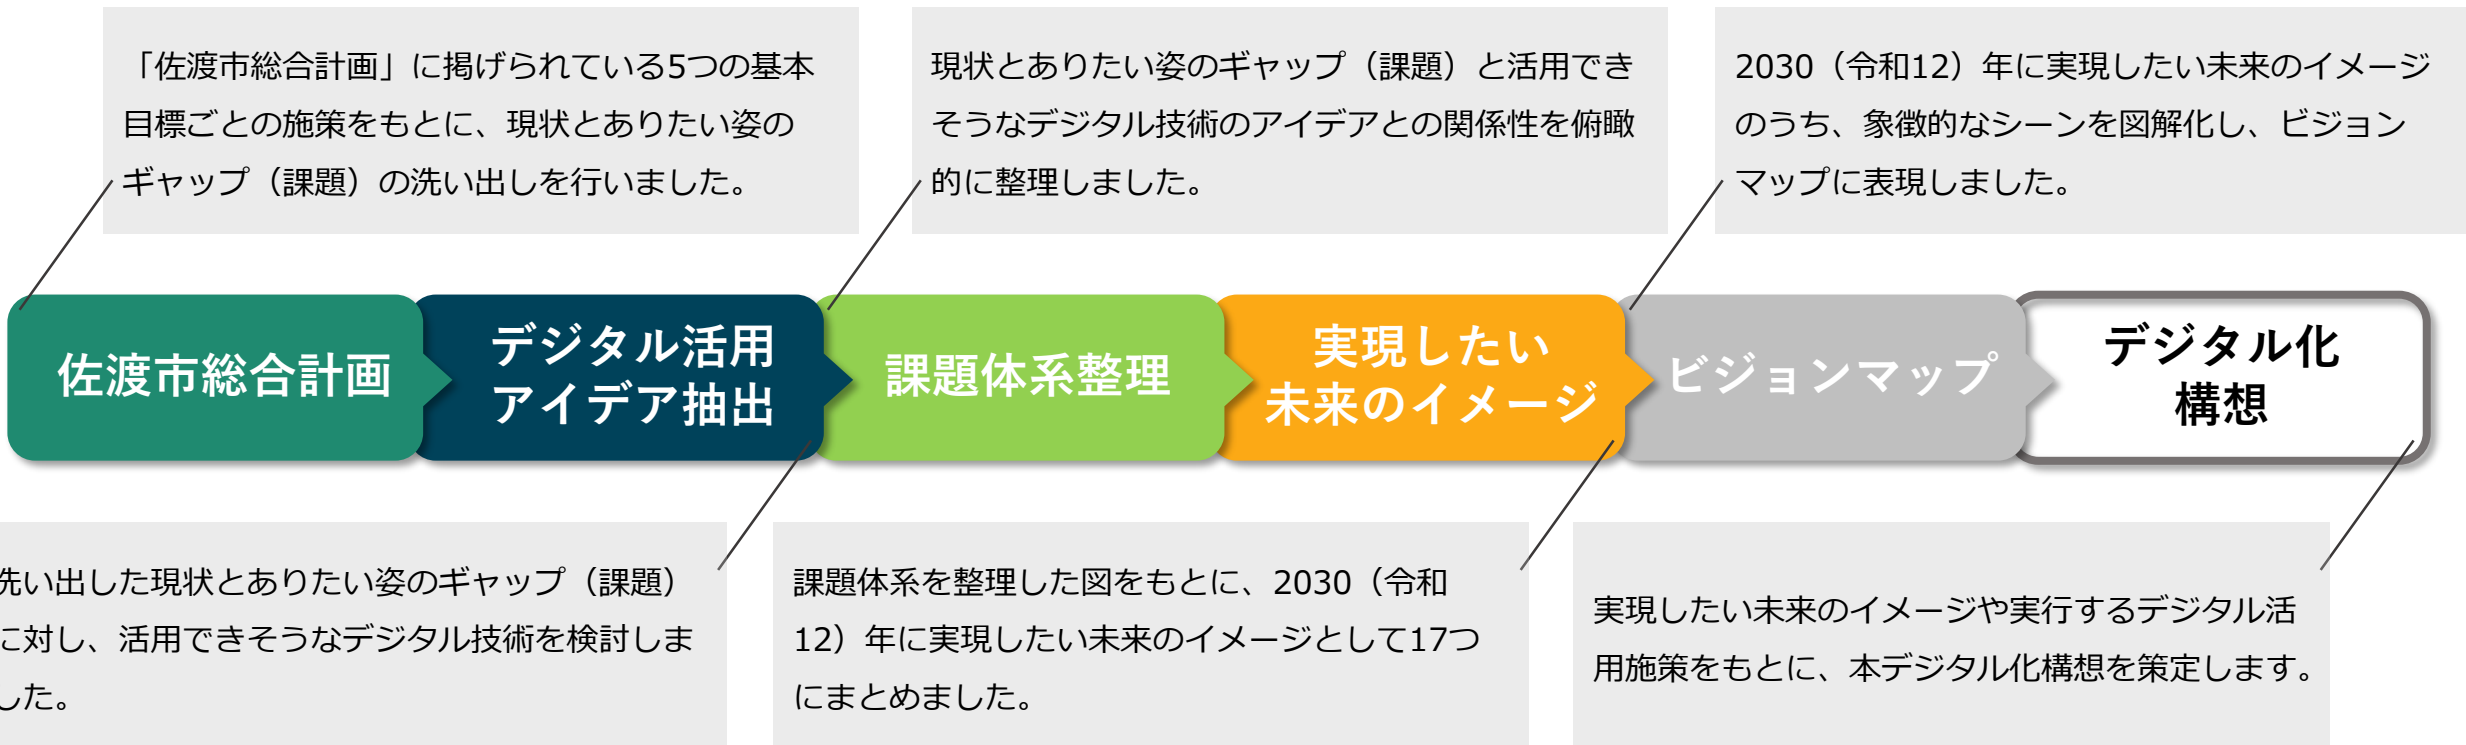 「佐渡市総合計画」に掲げられている5つの基本
目標ごとの施策をもとに、現状とありたい姿の
ギャップ（課題）の洗い出しを行いました。
現状とありたい姿のギャップ（課題）と活用でき
そうなデジタル技術のアイデアとの関係性を俯瞰
的に整理しました。
2030（令和12）年に実現したい未来のイメージ
のうち、象徴的なシーンを図解化し、ビジョン
マップに表現しました。
佐渡市総合計画
デジタル活用
アイデア抽出
課題体系整理
実現したい
未来のイメージ
ビジョンマップ
デジタル化
構想
洗い出した現状とありたい姿のギャップ（課題）
に対し、活用できそうなデジタル技術を検討しま
した。
課題体系を整理した図をもとに、2030（令和
12）年に実現したい未来のイメージとして17つ
にまとめました。
実現したい未来のイメージや実行するデジタル活
用施策をもとに、本デジタル化構想を策定します。